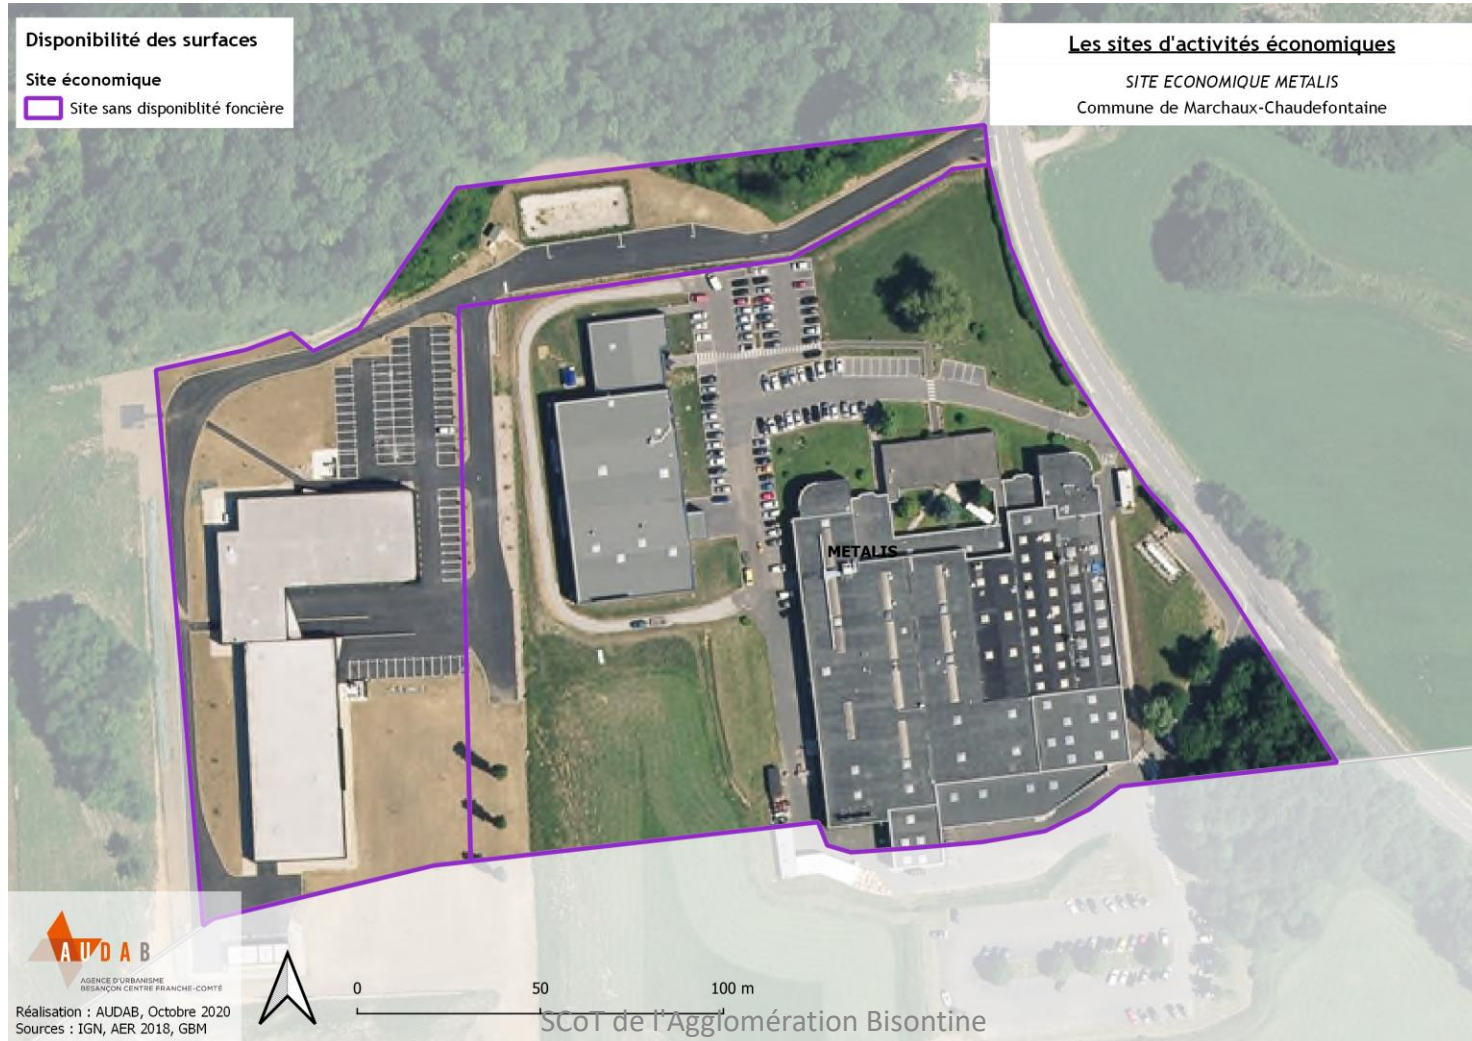 Disponibilité des surfaces
Site économique
Site sans disponiblité foncière
Les sites d'activités économiques
SITE ECONOMIQUE METALIS
Commune de Marchaux-Chaudefontaine
METALIS
AUDAB
AGENCE D'URBANISME
BESANÇON CENTRE FRANCHE-COMTÉ
Réalisation : AUDAB, Octobre 2020
Sources : IGN, AER 2018, GBM
0 50 100 m
SCoT de l'Agglomération Bisontine